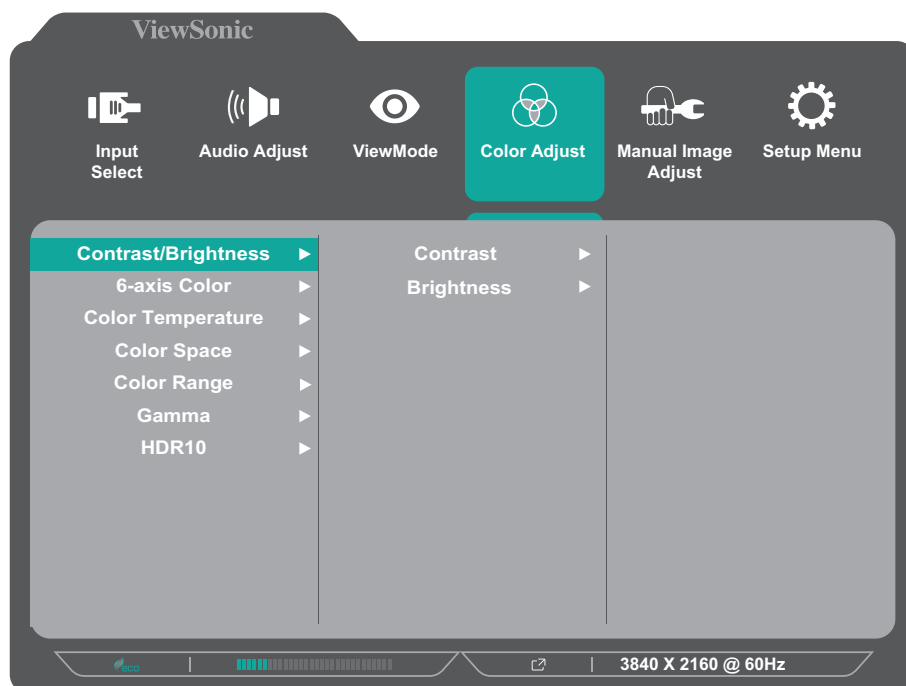 ViewSonic
Input
Select
Audio Adjust
ViewMode
Color Adjust
Manual Image
Adjust
Setup Menu
Contrast/Brightness
6-axis Color
Color Temperature
Color Space
Color Range
Gamma
HDR10
Contrast
Brightness
eco
3840 X 2160 @ 60Hz